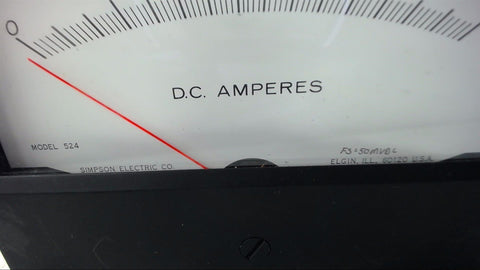 0
D.C. AMPERES
MODEL 524
FS=50MVDC
SIMPSON ELECTRIC CO.
ELGIN, ILL. 60120 U.S.A.